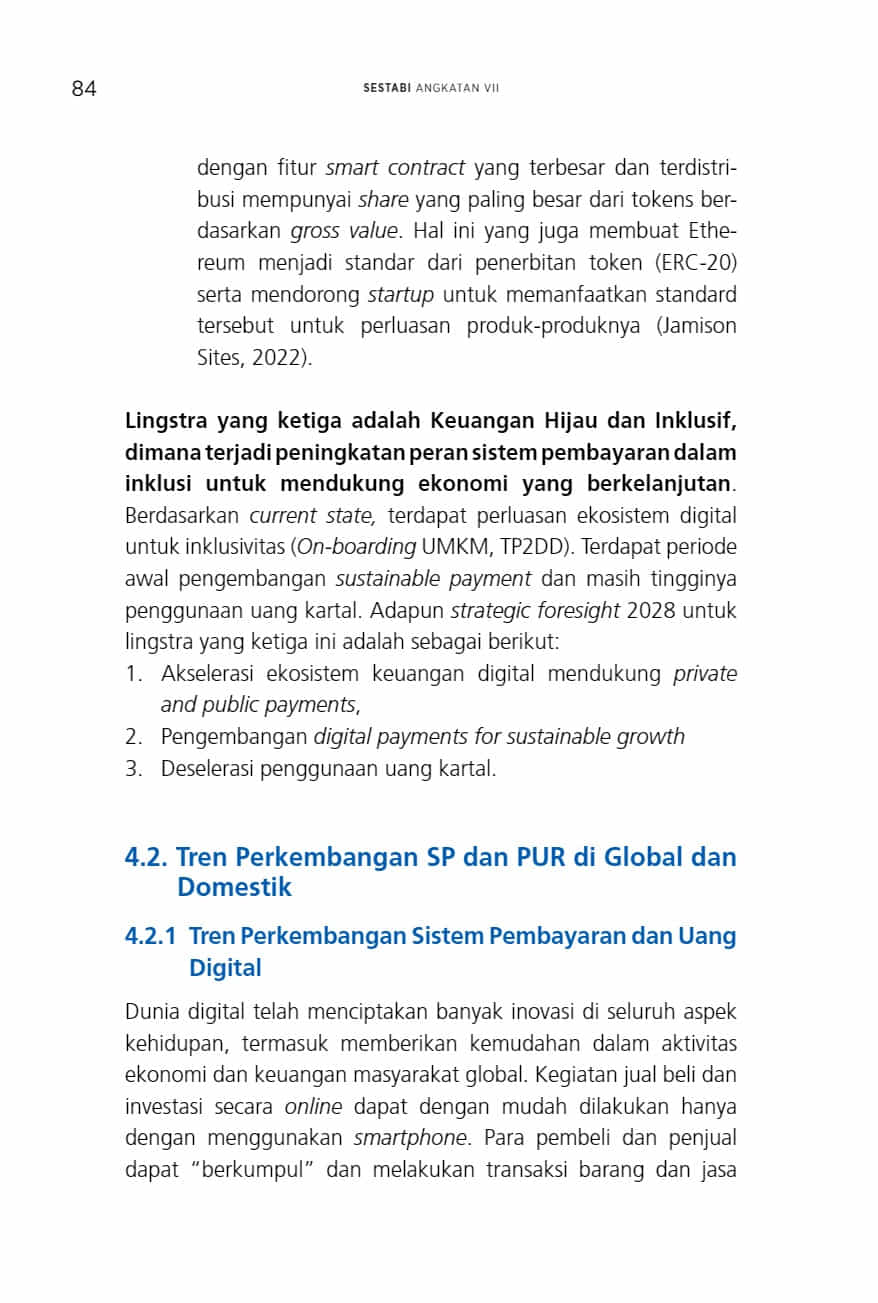 84
SESTABI ANGKATAN VII
dengan fitur smart contract yang terbesar dan terdistri-
busi mempunyai share yang paling besar dari tokens ber-
dasarkan gross value. Hal ini yang juga membuat Ethe-
reum menjadi standar dari penerbitan token (ERC-20)
serta mendorong startup untuk memanfaatkan standard
tersebut untuk perluasan produk-produknya (Jamison
Sites, 2022).
Lingstra yang ketiga adalah Keuangan Hijau dan Inklusif,
dimana terjadi peningkatan peran sistem pembayaran dalam
inklusi untuk mendukung ekonomi yang berkelanjutan.
Berdasarkan current state, terdapat perluasan ekosistem digital
untuk inklusivitas (On-boarding UMKM, TP2DD). Terdapat periode
awal pengembangan sustainable payment dan masih tingginya
penggunaan uang kartal. Adapun strategic foresight 2028 untuk
lingstra yang ketiga ini adalah sebagai berikut:
1. Akselerasi ekosistem keuangan digital mendukung private
and public payments,
2. Pengembangan digital payments for sustainable growth
3. Deselerasi penggunaan uang kartal.
4.2. Tren Perkembangan SP dan PUR di Global dan
Domestik
4.2.1 Tren Perkembangan Sistem Pembayaran dan Uang
Digital
Dunia digital telah menciptakan banyak inovasi di seluruh aspek
kehidupan, termasuk memberikan kemudahan dalam aktivitas
ekonomi dan keuangan masyarakat global. Kegiatan jual beli dan
investasi secara online dapat dengan mudah dilakukan hanya
dengan menggunakan smartphone. Para pembeli dan penjual
dapat “berkumpul” dan melakukan transaksi barang dan jasa